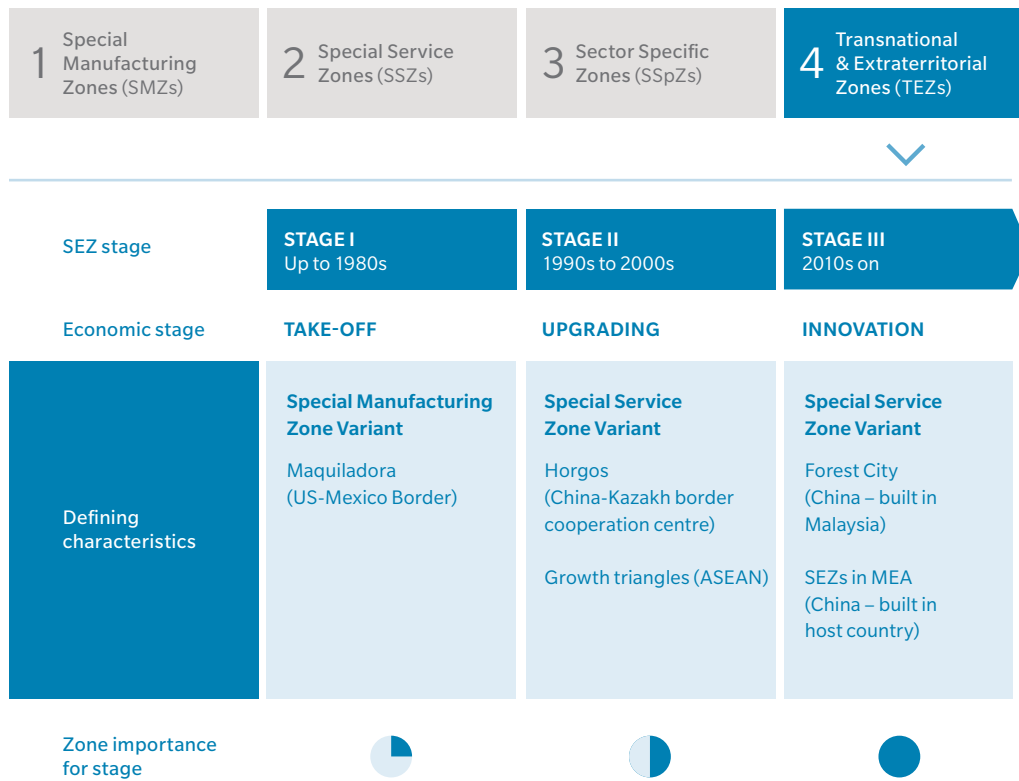 1
Special
Manufacturing
Zones (SMZs)
2
Special Service
Zones (SSZs)
3
Sector Specific
Zones (SSpZs)
4
Transnational
& Extraterritorial
Zones (TEZs)
SEZ stage
STAGE I
Up to 1980s
STAGE II
1990s to 2000s
STAGE III
2010s on
Economic stage
TAKE-OFF
UPGRADING
INNOVATION
Defining
characteristics
Special Manufacturing
Zone Variant
Maquiladora
(US-Mexico Border)
Special Service
Zone Variant
Horgos
(China-Kazakh border
cooperation centre)
Growth triangles (ASEAN)
Special Service
Zone Variant
Forest City
(China – built in
Malaysia)
SEZs in MEA
(China – built in
host country)
Zone importance
for stage